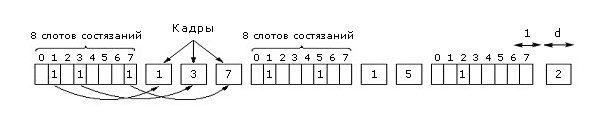 Кадры
8 слотов состязаний
8 слотов состязаний
1 d
0 1 2 3 4 5 6 7
0 1 2 3 4 5 6 7
0 1 2 3 4 5 6 7
1 1 1 1 3 7 1 1 1 5 1 2